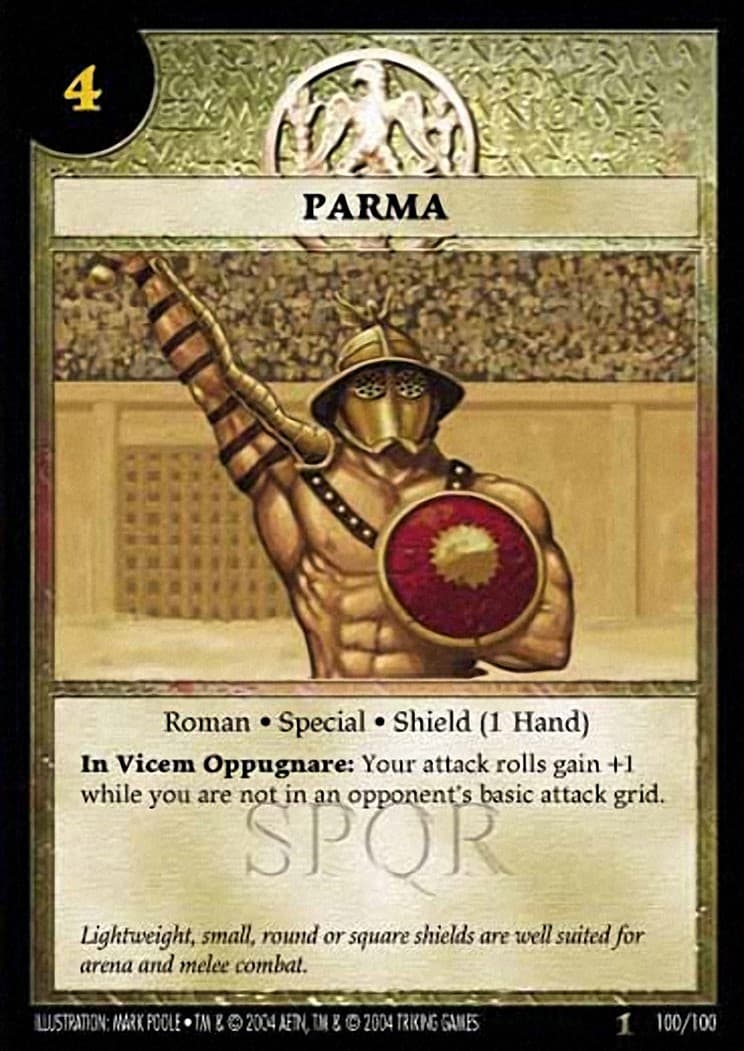 4
PARMA
Roman • Special • Shield (1 Hand)
In Vicem Oppugnare: Your attack rolls gain +1
while you are not in an opponent's basic attack grid.
SPQR
Lightweight, small, round or square shields are well suited for
arena and melee combat.
ILLUSTRATION: MARK POOLE • TM & © 2004 AETN, TM & © 2004 TRIKING GAMES 1 100/100